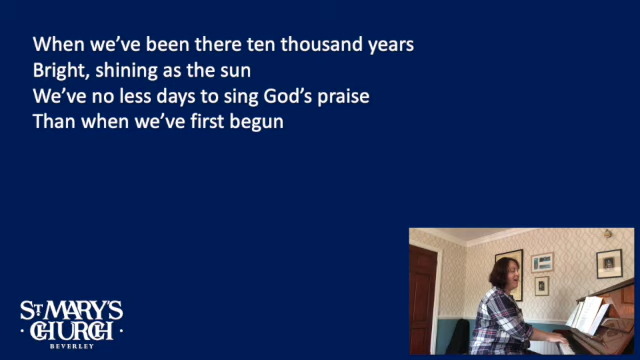 When we've been there ten thousand years
Bright, shining as the sun
We've no less days to sing God's praise
Than when we've first begun
ST MARY'S
· CHURCH ·
BEVERLEY